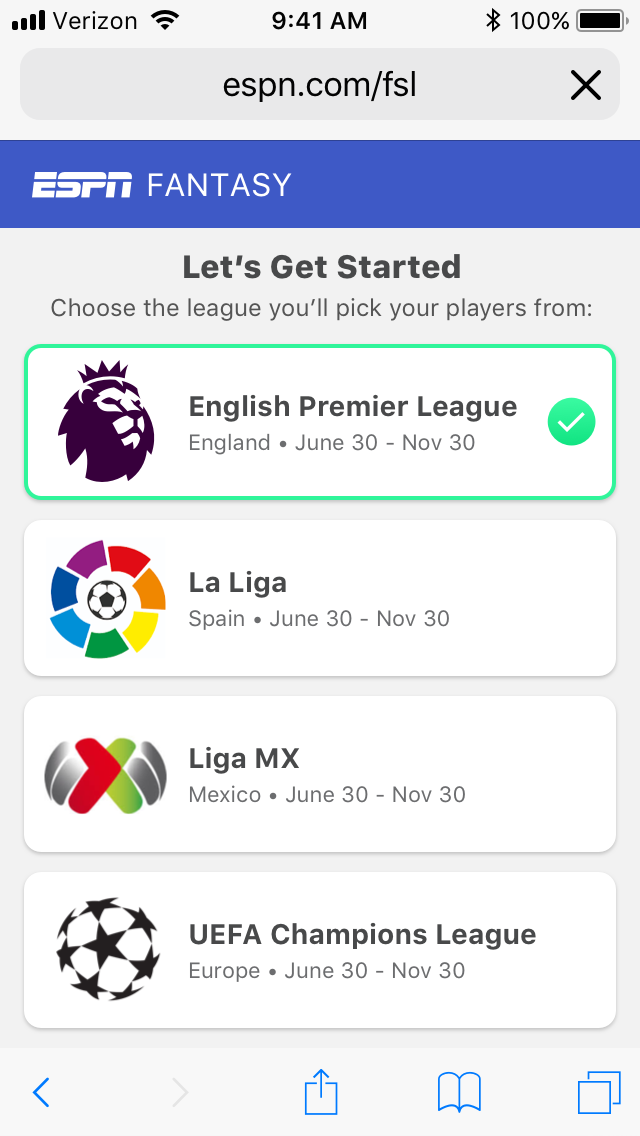 Verizon 9:41 AM 100%
espn.com/fsl
ESPN FANTASY
Let’s Get Started
Choose the league you’ll pick your players from:
English Premier League
England • June 30 - Nov 30
La Liga
Spain • June 30 - Nov 30
Liga MX
Mexico • June 30 - Nov 30
UEFA Champions League
Europe • June 30 - Nov 30